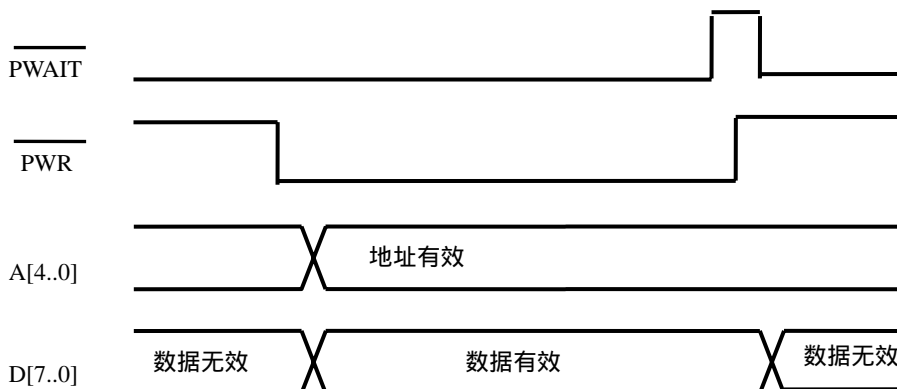 PWAIT
PWR
A[4..0]
地址有效
D[7..0]
数据无效
数据有效
数据无效